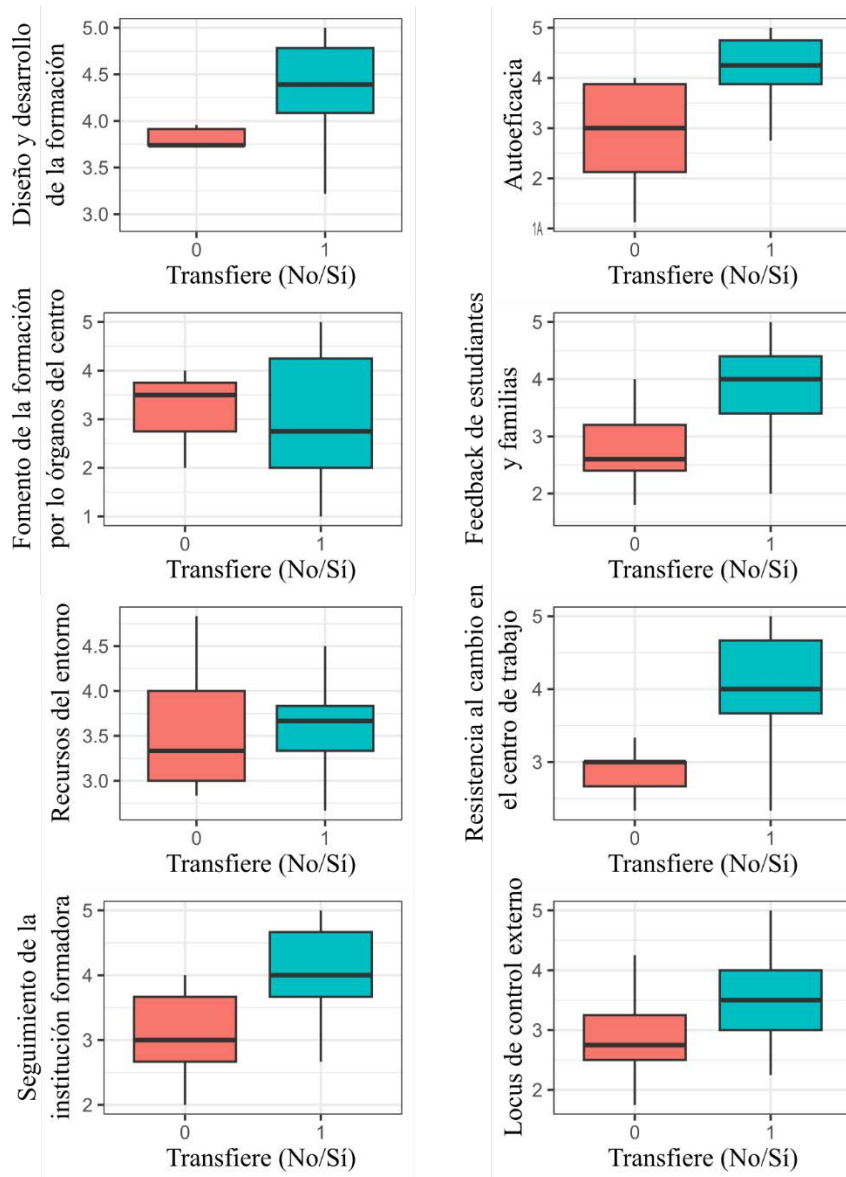 Diseño y desarrollo
de la formación
5.0
4.5
4.0
3.5
3.0
0
1
Transfiere (No/Sí)
Autoeficacia
5
4
3
2
1A
0
1
Transfiere (No/Sí)
Fomento de la formación
por lo órganos del centro
5
4
3
2
1
0
1
Transfiere (No/Sí)
Feedback de estudiantes
y familias
5
4
3
2
0
1
Transfiere (No/Sí)
Recursos del entorno
4.5
4.0
3.5
3.0
0
1
Transfiere (No/Sí)
Resistencia al cambio en
el centro de trabajo
5
4
3
0
1
Transfiere (No/Sí)
Seguimiento de la
institución formadora
5
4
3
2
0
1
Transfiere (No/Sí)
Locus de control externo
5
4
3
2
0
1
Transfiere (No/Sí)